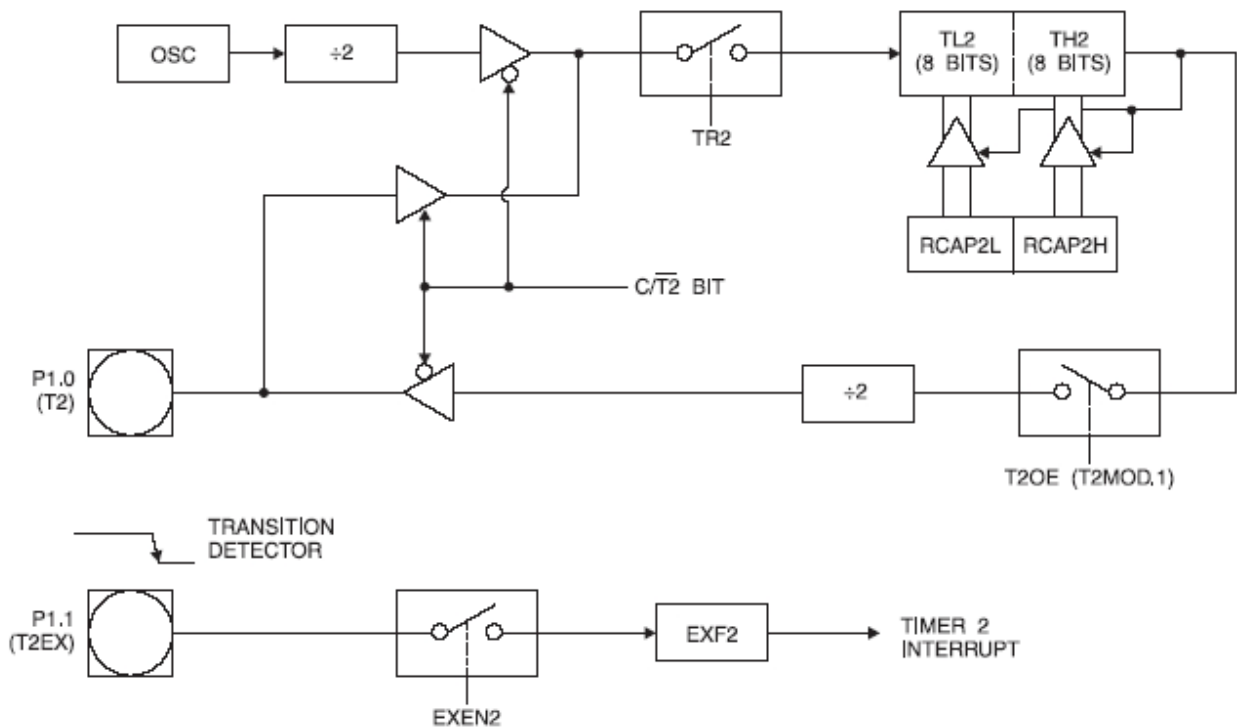 OSC
÷2
TR2
TL2
(8 BITS)
TH2
(8 BITS)
RCAP2L
RCAP2H
C/T̅2̅ BIT
P1.0
(T2)
÷2
T2OE (T2MOD.1)
TRANSITION
DETECTOR
P1.1
(T2EX)
EXEN2
EXF2
TIMER 2
INTERRUPT